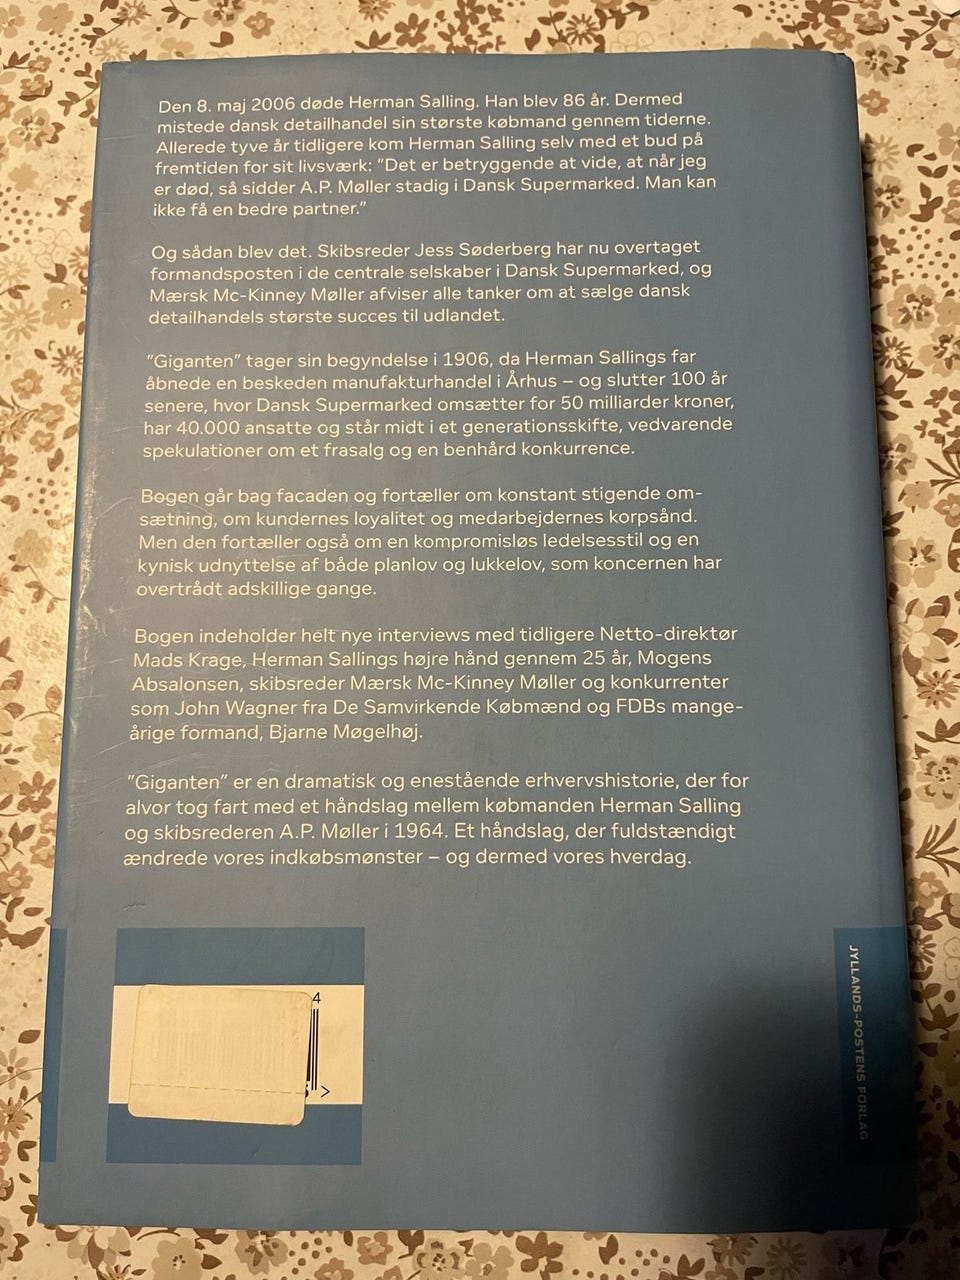 Den 8. maj 2006 døde Herman Salling. Han blev 86 år. Dermed
mistede dansk detailhandel sin største købmand gennem tiderne.
Allerede tyve år tidligere kom Herman Salling selv med et bud på
fremtiden for sit livsværk: ”Det er betryggende at vide, at når jeg
er død, så sidder A.P. Møller stadig i Dansk Supermarked. Man kan
ikke få en bedre partner.”
Og sådan blev det. Skibsreder Jess Søderberg har nu overtaget
formandsposten i de centrale selskaber i Dansk Supermarked, og
Mærsk Mc-Kinney Møller afviser alle tanker om at sælge dansk
detailhandels største succes til udlandet.
”Giganten” tager sin begyndelse i 1906, da Herman Sallings far
åbnede en beskeden manufakturhandel i Århus – og slutter 100 år
senere, hvor Dansk Supermarked omsætter for 50 milliarder kroner,
har 40.000 ansatte og står midt i et generationsskifte, vedvarende
spekulationer om et frasalg og en benhård konkurrence.
Bogen går bag facaden og fortæller om konstant stigende om-
sætning, om kundernes loyalitet og medarbejdernes korpsånd.
Men den fortæller også om en kompromisløs ledelsesstil og en
kynisk udnyttelse af både planlov og lukkelov, som koncernen har
overtrådt adskillige gange.
Bogen indeholder helt nye interviews med tidligere Netto-direktør
Mads Krage, Herman Sallings højre hånd gennem 25 år, Mogens
Absalonsen, skibsreder Mærsk Mc-Kinney Møller og konkurrenter
som John Wagner fra De Samvirkende Købmænd og FDBs mange-
årige formand, Bjarne Møgelhøj.
”Giganten” er en dramatisk og enestående erhvervshistorie, der for
alvor tog fart med et håndslag mellem købmanden Herman Salling
og skibsrederen A.P. Møller i 1964. Et håndslag, der fuldstændigt
ændrede vores indkøbsmønster – og dermed vores hverdag.
4
>
JYLLANDS-POSTENS FORLAG